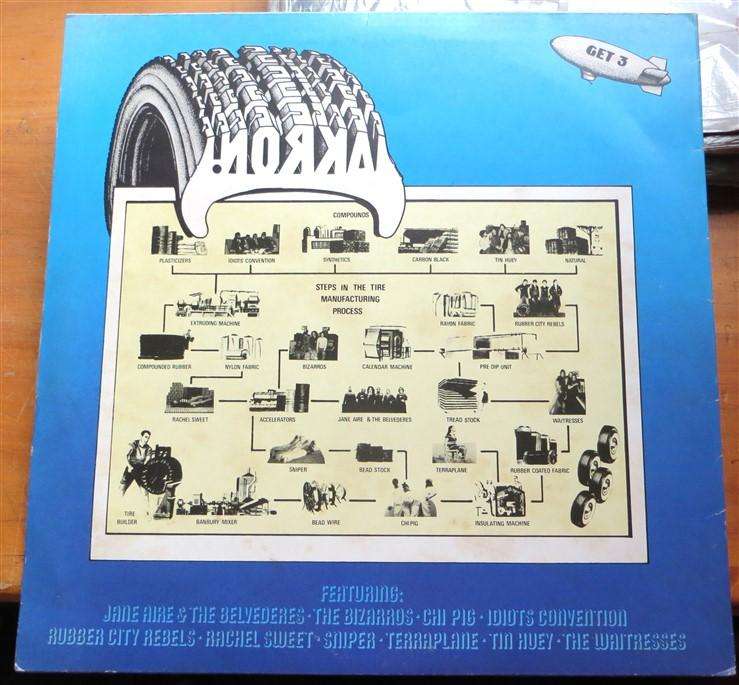 GET 3
AKRON!
COMPOUNDS
PLASTICIZERS IDIOTS CONVENTION SYNTHETICS CARBON BLACK TIN HUEY NATURAL
STEPS IN THE TIRE
MANUFACTURING
PROCESS
EXTRUDING MACHINE RAYON FABRIC RUBBER CITY REBELS
COMPOUNDED RUBBER NYLON FABRIC BIZARROS CALENDAR MACHINE PRE DIP UNIT
RACHEL SWEET ACCELERATORS JANE AIRE & THE BELVEDERES TREAD STOCK WAITRESSES
SNIPER BEAD STOCK TERRAPLANE RUBBER COATED FABRIC
TIRE
BUILDER BANBURY MIXER BEAD WIRE CHI PIG INSULATING MACHINE
FEATURING:
JANE AIRE & THE BELVEDERES · THE BIZARROS · CHI PIG · IDIOTS CONVENTION
RUBBER CITY REBELS · RACHEL SWEET · SNIPER · TERRAPLANE · TIN HUEY · THE WAITRESSES